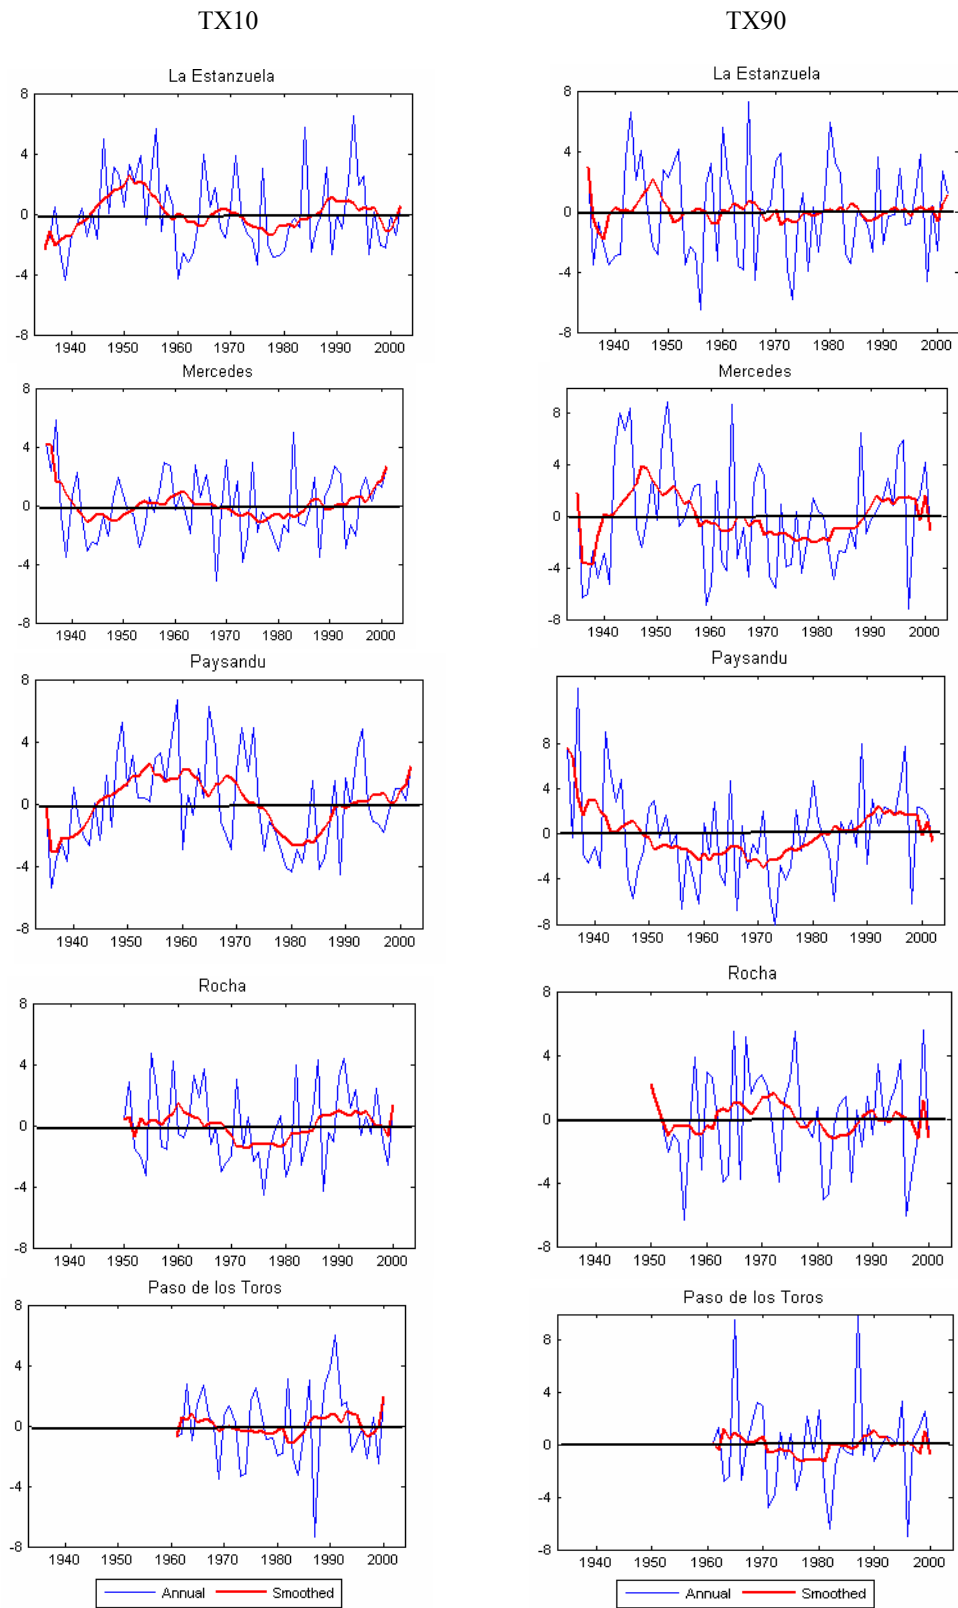 TX10 TX90
La Estanzuela La Estanzuela
8 8
4 4
0 0
-4 -4
-8 -8
1940 1950 1960 1970 1980 1990 2000 1940 1950 1960 1970 1980 1990 2000
Mercedes Mercedes
8 8
4 4
0 0
-4 -4
-8 -8
1940 1950 1960 1970 1980 1990 2000 1940 1950 1960 1970 1980 1990 2000
Paysandu Paysandu
8 8
4 4
0 0
-4 -4
-8 -8
1940 1950 1960 1970 1980 1990 2000 1940 1950 1960 1970 1980 1990 2000
Rocha Rocha
8 8
4 4
0 0
-4 -4
-8 -8
1940 1950 1960 1970 1980 1990 2000 1940 1950 1960 1970 1980 1990 2000
Paso de los Toros Paso de los Toros
8 8
4 4
0 0
-4 -4
-8 -8
1940 1950 1960 1970 1980 1990 2000 1940 1950 1960 1970 1980 1990 2000
Annual Smoothed Annual Smoothed